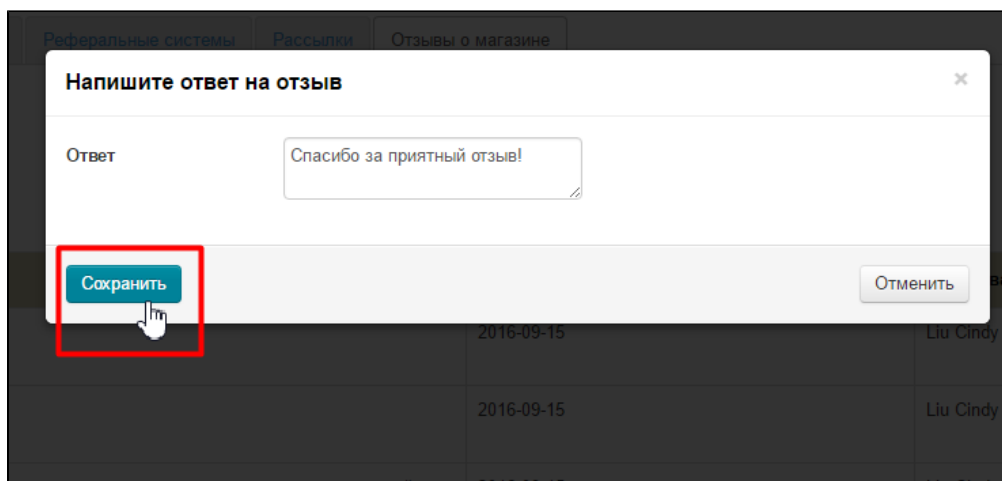 Реферальные системы Рассылки Отзывы о магазине
Напишите ответ на отзыв ×
Ответ Спасибо за приятный отзыв!
Сохранить Отменить
2016-09-15 Liu Cindy
2016-09-15 Liu Cindy